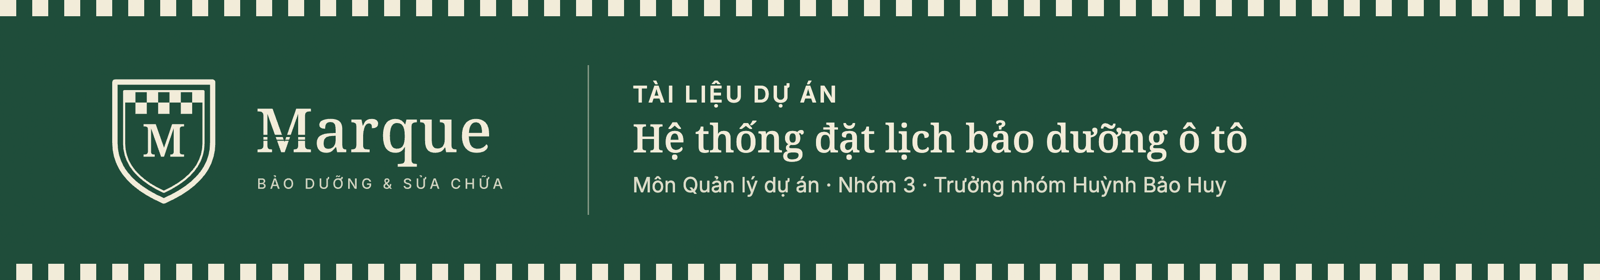 M
Marque
BẢO DƯỠNG & SỬA CHỮA
TÀI LIỆU DỰ ÁN
Hệ thống đặt lịch bảo dưỡng ô tô
Môn Quản lý dự án · Nhóm 3 · Trưởng nhóm Huỳnh Bảo Huy